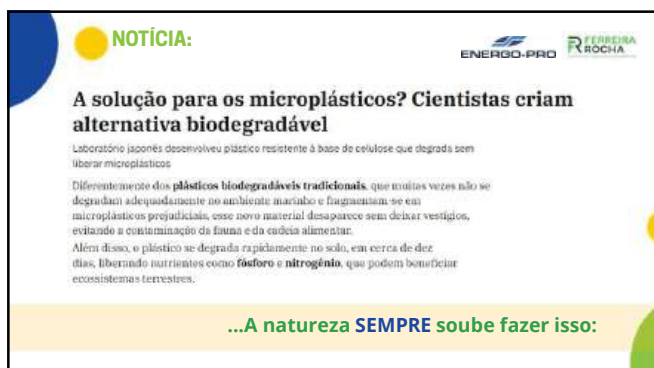 NOTÍCIA:
ENERGO-PRO
FERREIRA
ROCHA
A solução para os microplásticos? Cientistas criam
alternativa biodegradável
Laboratório japonês desenvolveu plástico resistente à base de celulose que degrada sem
liberar microplásticos
Diferentemente dos plásticos biodegradáveis tradicionais, que muitas vezes não se
degradam adequadamente no ambiente marinho e fragmentam-se em
microplásticos prejudiciais, esse novo material desaparece sem deixar vestígios,
evitando a contaminação da fauna e da cadeia alimentar.
Além disso, o plástico se degrada rapidamente no solo, em cerca de dez
dias, liberando nutrientes como fósforo e nitrogênio, que podem beneficiar
ecossistemas terrestres.
...A natureza SEMPRE soube fazer isso: